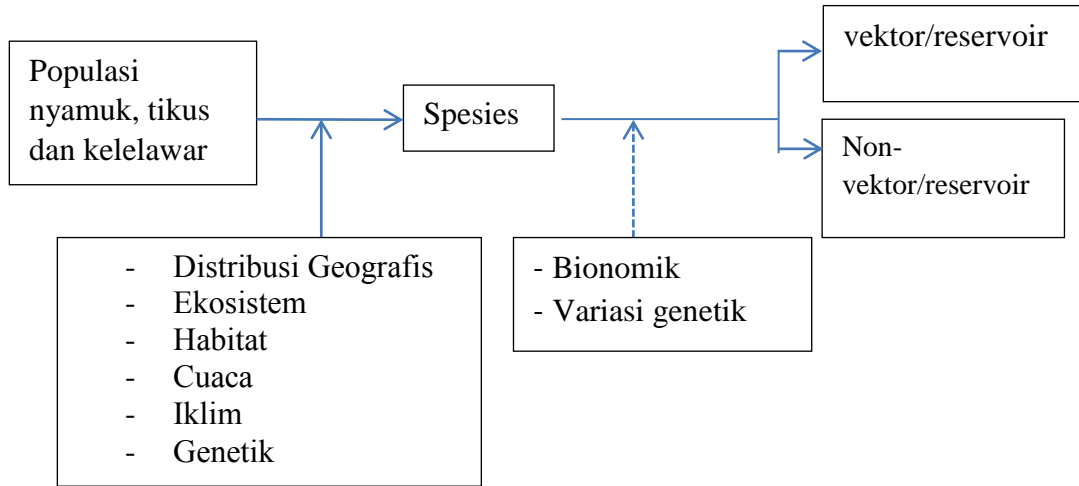 Populasi
nyamuk, tikus
dan kelelawar
Spesies
vektor/reservoir
Non-
vektor/reservoir
- Distribusi Geografis
- Ekosistem
- Habitat
- Cuaca
- Iklim
- Genetik
- Bionomik
- Variasi genetik